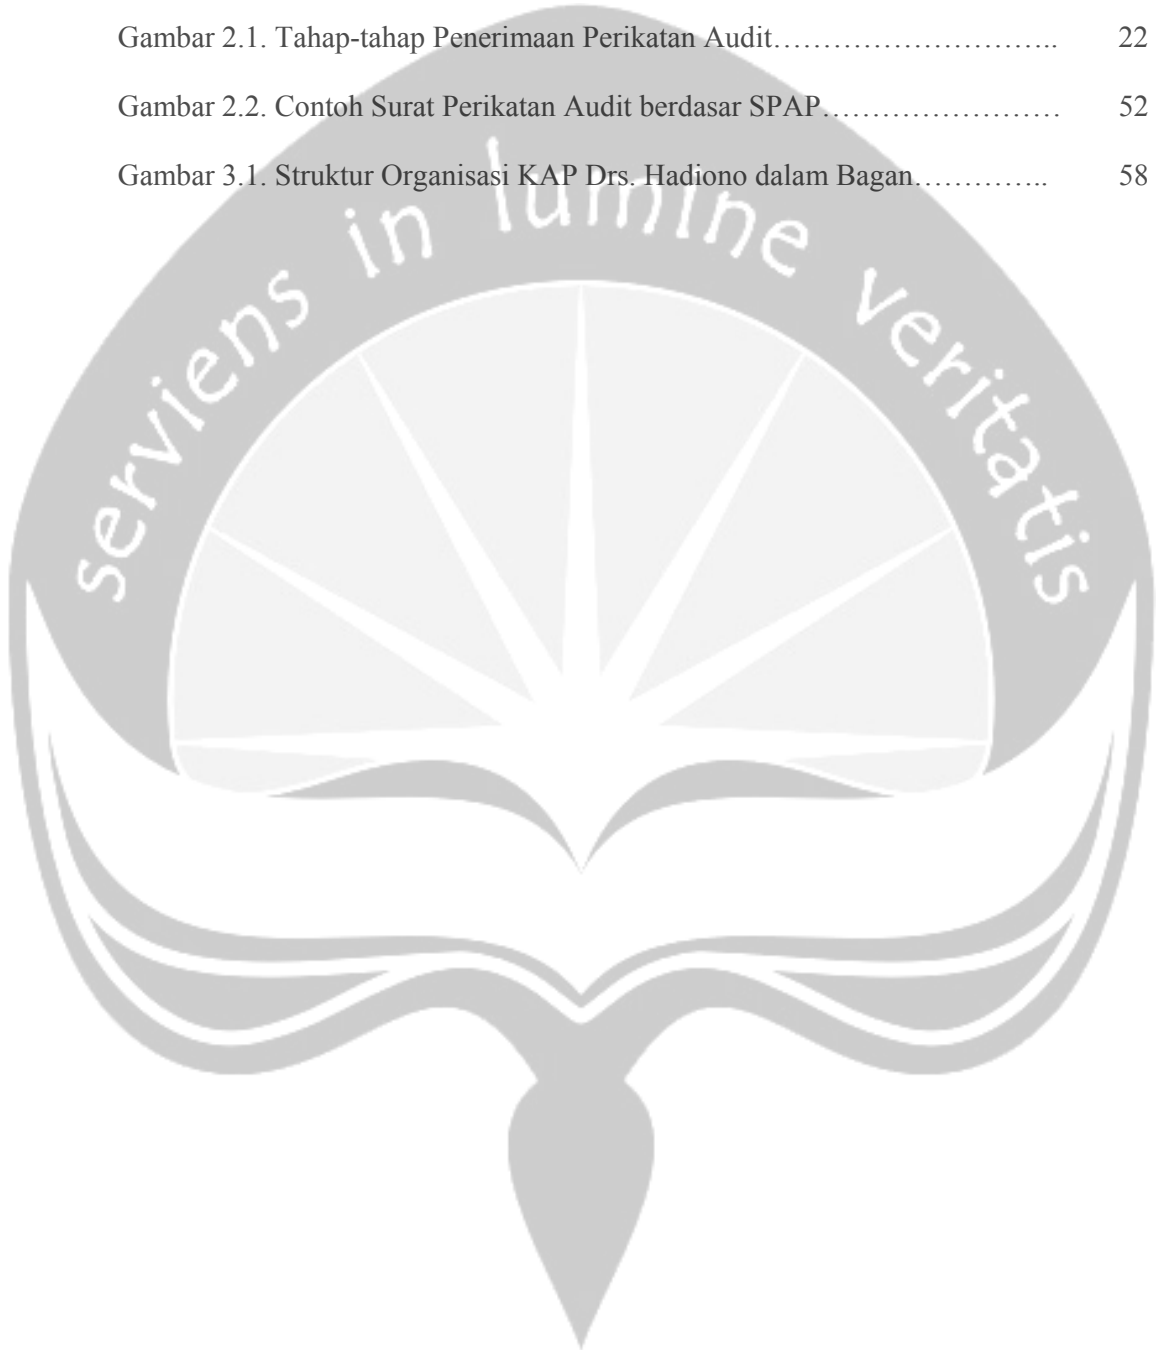 Gambar 2.1. Tahap-tahap Penerimaan Perikatan Audit……………………….. 22
Gambar 2.2. Contoh Surat Perikatan Audit berdasar SPAP…………………… 52
Gambar 3.1. Struktur Organisasi KAP Drs. Hadiono dalam Bagan………….. 58
serviens in lumine veritatis